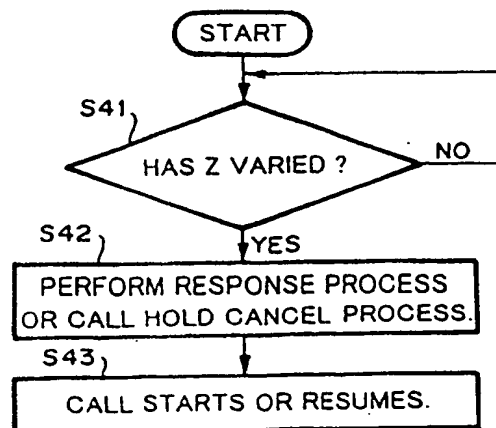 START
S41
HAS Z VARIED ?
NO
YES
S42
PERFORM RESPONSE PROCESS
OR CALL HOLD CANCEL PROCESS.
S43
CALL STARTS OR RESUMES.